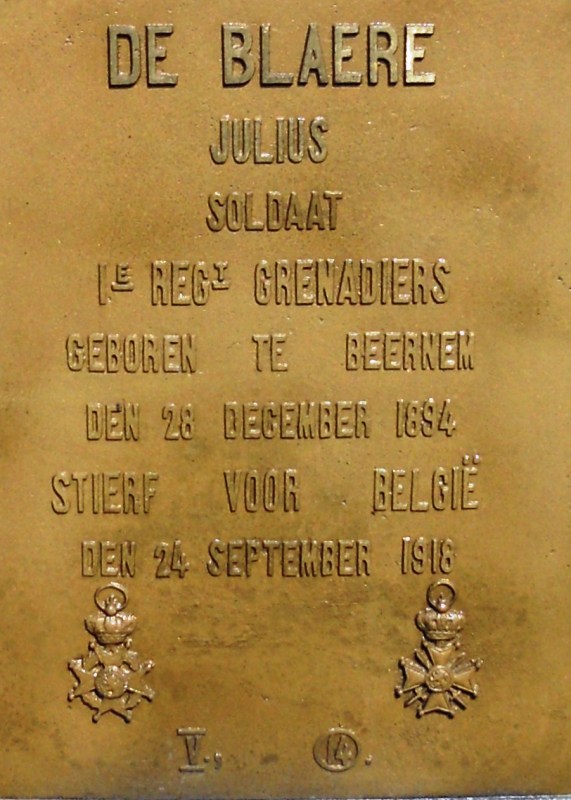 DE BLAERE
JULIUS
SOLDAAT
1E REGT GRENADIERS
GEBOREN TE BEERNEM
DEN 28 DECEMBER 1894
STIERF VOOR BELGIË
DEN 24 SEPTEMBER 1918
V., 14.